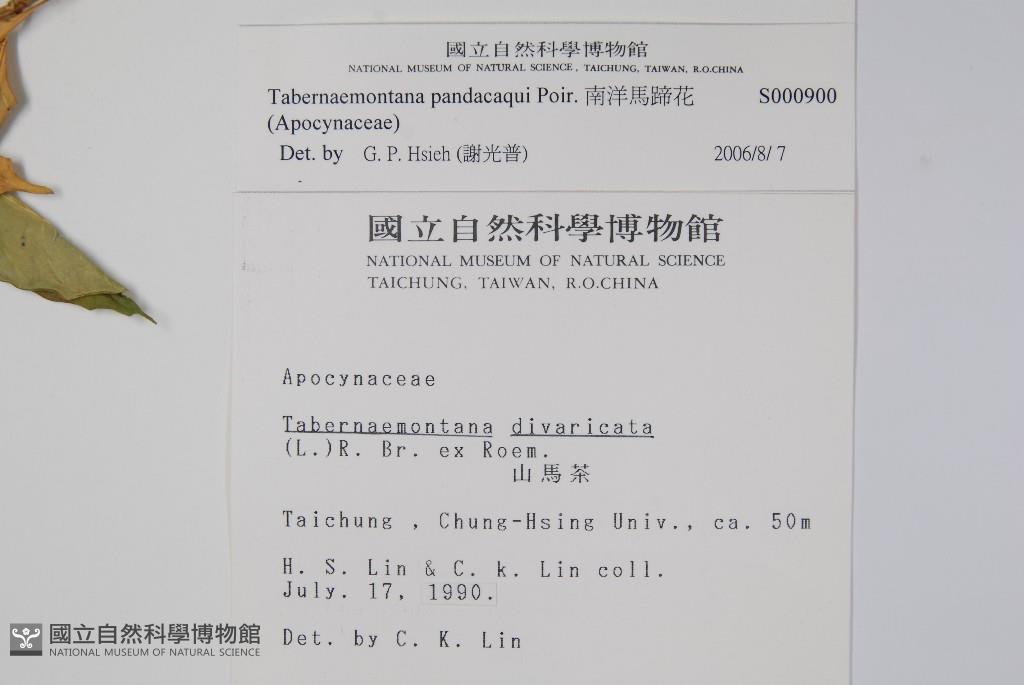 國立自然科學博物館
NATIONAL MUSEUM OF NATURAL SCIENCE, TAICHUNG, TAIWAN, R.O.CHINA
Tabernaemontana pandacaqui Poir. 南洋馬蹄花 S000900
(Apocynaceae)
Det. by G. P. Hsieh (謝光普) 2006/8/ 7
國立自然科學博物館
NATIONAL MUSEUM OF NATURAL SCIENCE
TAICHUNG, TAIWAN, R.O.CHINA
Apocynaceae
Tabernaemontana divaricata
(L.)R. Br. ex Roem.
山馬茶
Taichung , Chung-Hsing Univ., ca. 50m
H. S. Lin & C. k. Lin coll.
July. 17, 1990.
Det. by C. K. Lin
國立自然科學博物館
NATIONAL MUSEUM OF NATURAL SCIENCE